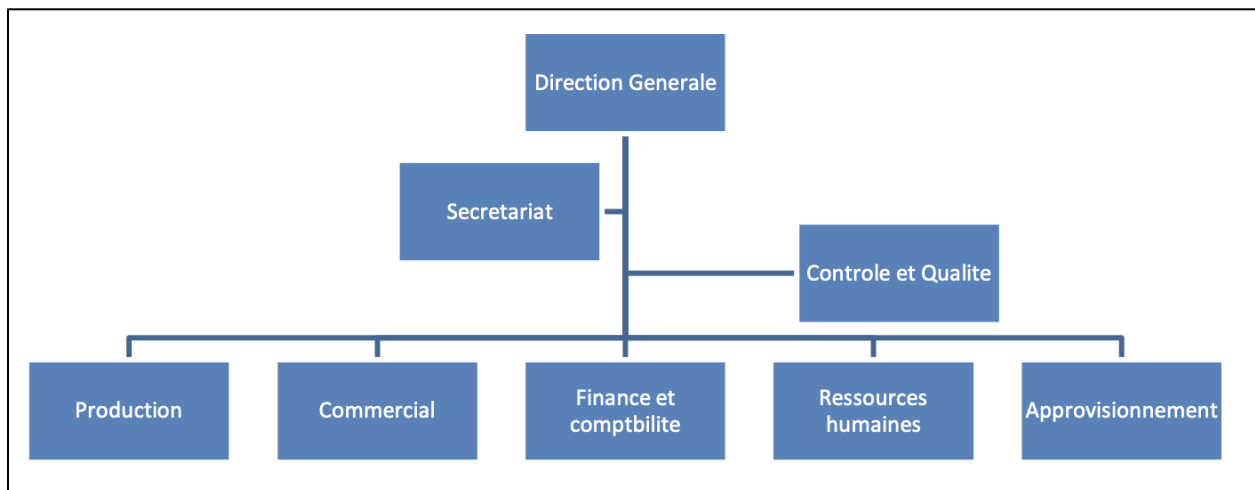 Direction Generale
Secretariat
Controle et Qualite
Production
Commercial
Finance et
comptbilite
Ressources
humaines
Approvisionnement